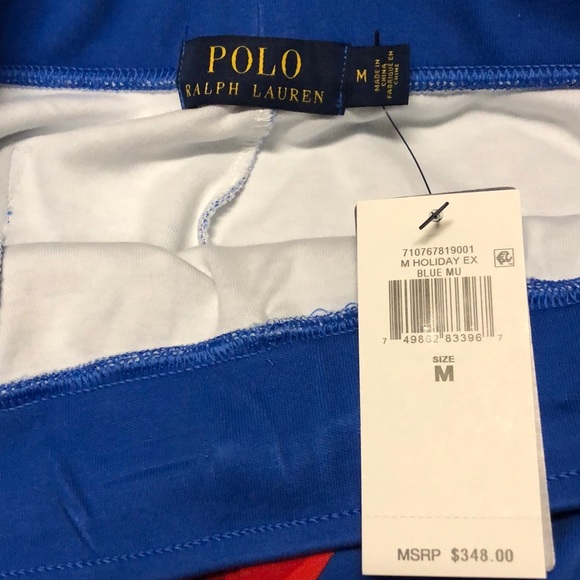 POLO
RALPH LAUREN
M
MADE IN
CHINA
FABRIQUÉ EN
CHINE
710767819001
M HOLIDAY EX
BLUE MU
7 49862 83396 7
SIZE
M
MSRP $348.00